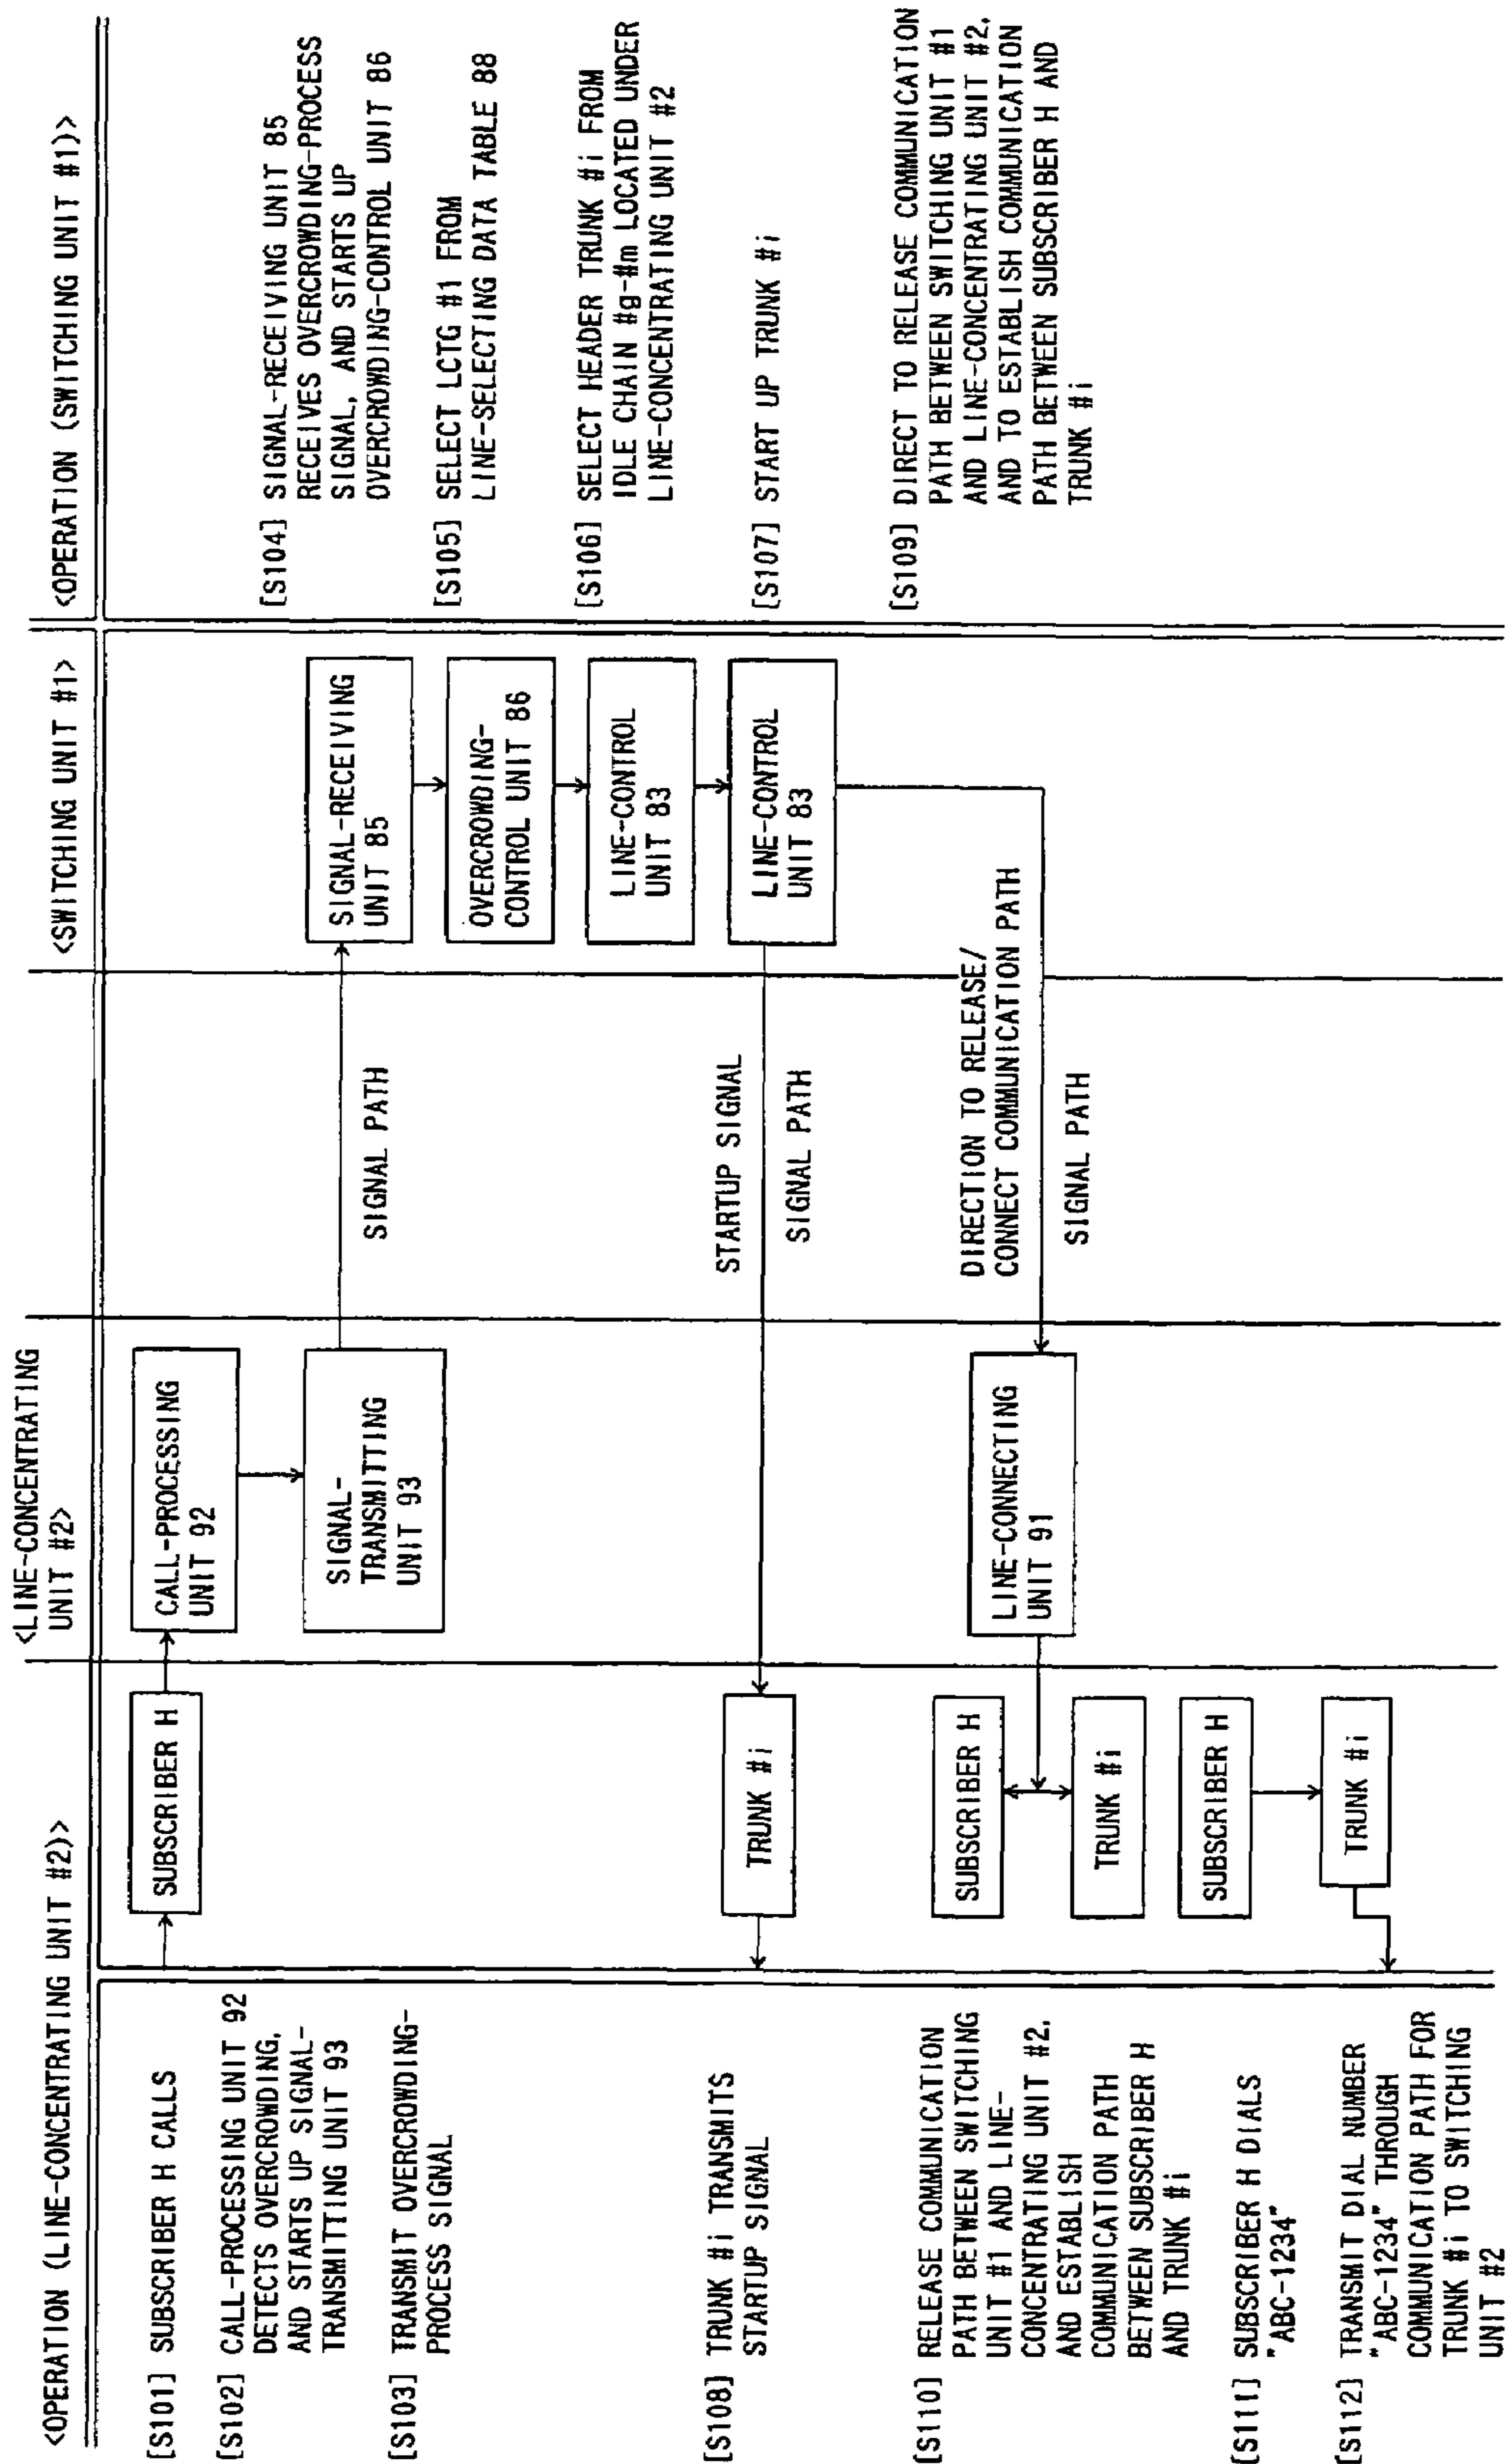 <OPERATION (LINE-CONCENTRATING UNIT #2)>
[S101] SUBSCRIBER H CALLS
[S102] CALL-PROCESSING UNIT 92
DETECTS OVERCROWDING,
AND STARTS UP SIGNAL-
TRANSMITTING UNIT 93
[S103] TRANSMIT OVERCROWDING-
PROCESS SIGNAL
[S108] TRUNK #i TRANSMITS
STARTUP SIGNAL
[S110] RELEASE COMMUNICATION
PATH BETWEEN SWITCHING
UNIT #1 AND LINE-
CONCENTRATING UNIT #2,
AND ESTABLISH
COMMUNICATION PATH
BETWEEN SUBSCRIBER H
AND TRUNK #i
[S111] SUBSCRIBER H DIALS
"ABC-1234"
[S112] TRANSMIT DIAL NUMBER
"ABC-1234" THROUGH
COMMUNICATION PATH FOR
TRUNK #i TO SWITCHING
UNIT #2
SUBSCRIBER H
TRUNK #i
SUBSCRIBER H
TRUNK #i
SUBSCRIBER H
TRUNK #i
<LINE-CONCENTRATING
UNIT #2>
CALL-PROCESSING
UNIT 92
SIGNAL-
TRANSMITTING
UNIT 93
LINE-CONNECTING
UNIT 91
SIGNAL PATH
STARTUP SIGNAL
SIGNAL PATH
DIRECTION TO RELEASE/
CONNECT COMMUNICATION PATH
SIGNAL PATH
<SWITCHING UNIT #1>
SIGNAL-RECEIVING
UNIT 85
OVERCROWDING-
CONTROL UNIT 86
LINE-CONTROL
UNIT 83
LINE-CONTROL
UNIT 83
<OPERATION (SWITCHING UNIT #1)>
[S104] SIGNAL-RECEIVING UNIT 85
RECEIVES OVERCROWDING-PROCESS
SIGNAL, AND STARTS UP
OVERCROWDING-CONTROL UNIT 86
[S105] SELECT LCTG #1 FROM
LINE-SELECTING DATA TABLE 88
[S106] SELECT HEADER TRUNK #i FROM
IDLE CHAIN #g-#m LOCATED UNDER
LINE-CONCENTRATING UNIT #2
[S107] START UP TRUNK #i
[S109] DIRECT TO RELEASE COMMUNICATION
PATH BETWEEN SWITCHING UNIT #1
AND LINE-CONCENTRATING UNIT #2,
AND TO ESTABLISH COMMUNICATION
PATH BETWEEN SUBSCRIBER H AND
TRUNK #i